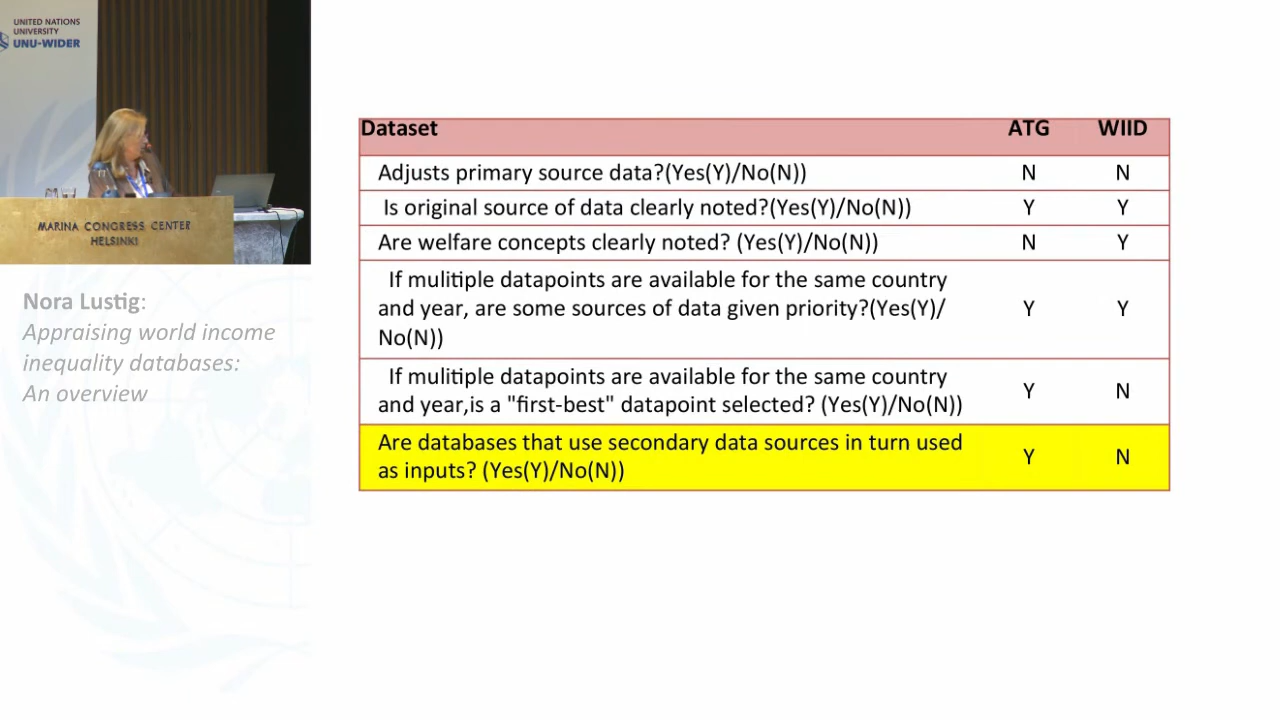 UNITED NATIONS
UNIVERSITY
UNU-WIDER
MARINA CONGRESS CENTER
HELSINKI
Nora Lustig:
Appraising world income
inequality databases:
An overview
Dataset ATG WIID
Adjusts primary source data?(Yes(Y)/No(N)) N N
Is original source of data clearly noted?(Yes(Y)/No(N)) Y Y
Are welfare concepts clearly noted? (Yes(Y)/No(N)) N Y
If mulitiple datapoints are available for the same country
and year, are some sources of data given priority?(Yes(Y)/ Y Y
No(N))
If mulitiple datapoints are available for the same country
and year,is a "first-best" datapoint selected? (Yes(Y)/No(N)) Y N
Are databases that use secondary data sources in turn used
as inputs? (Yes(Y)/No(N)) Y N